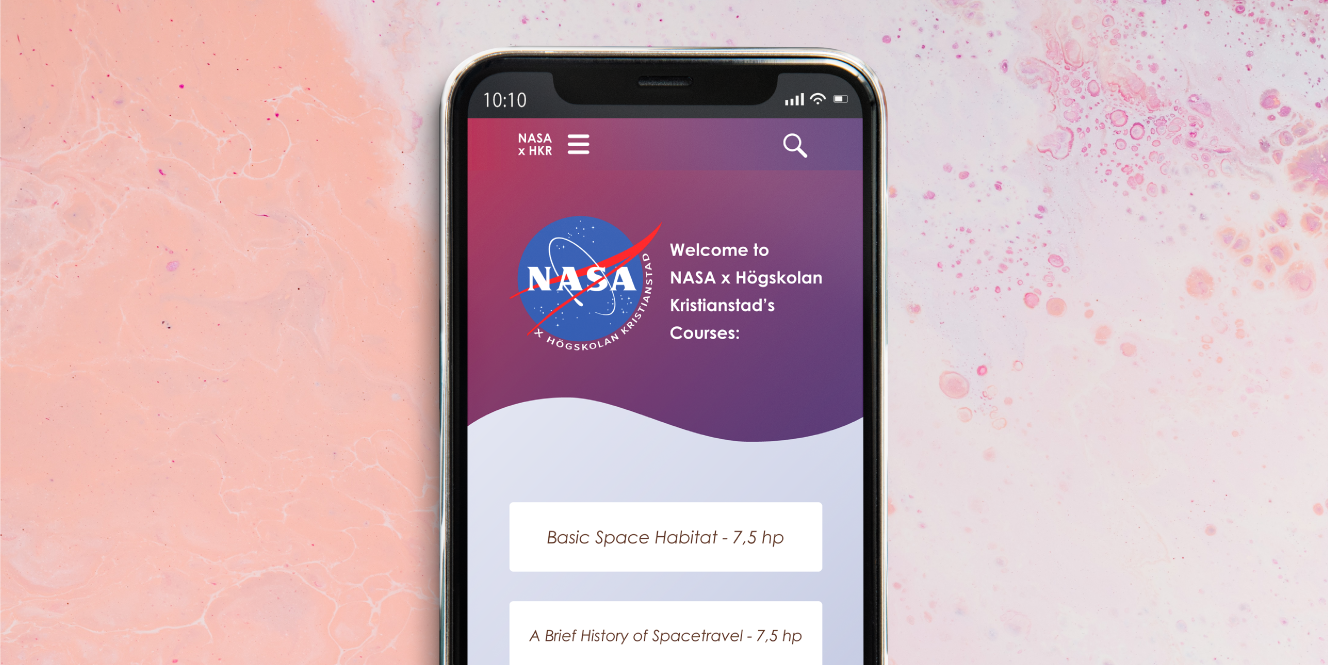 10:10
NASA
x HKR
NASA
X HÖGSKOLAN KRISTIANSTAD
Welcome to
NASA x Högskolan
Kristianstad's
Courses:
Basic Space Habitat - 7,5 hp
A Brief History of Spacetravel - 7,5 hp